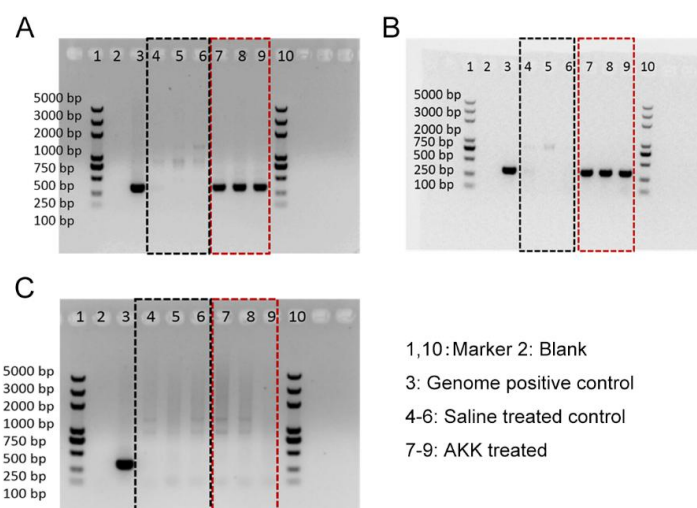 A
1 2 3 4 5 6 7 8 9 10
5000 bp
3000 bp
2000 bp
1000 bp
750 bp
500 bp
250 bp
100 bp
B
1 2 3 4 5 6 7 8 9 10
5000 bp
3000 bp
2000 bp
750 bp
500 bp
250 bp
100 bp
C
1 2 3 4 5 6 7 8 9 10
5000 bp
3000 bp
2000 bp
1000 bp
750 bp
500 bp
250 bp
100 bp
1,10:Marker 2: Blank
3: Genome positive control
4-6: Saline treated control
7-9: AKK treated